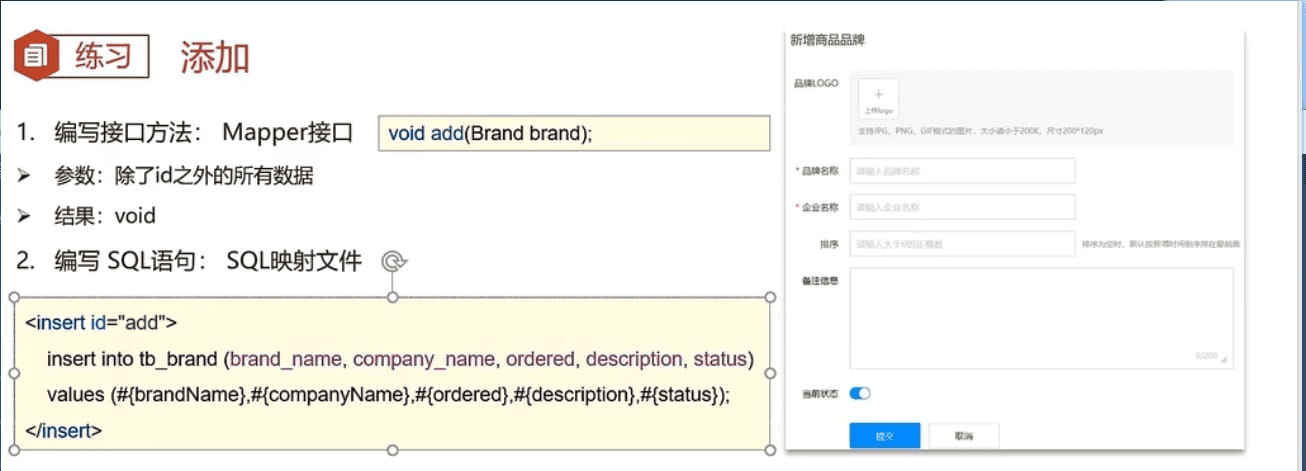 练习 添加
1. 编写接口方法： Mapper接口
void add(Brand brand);
➢ 参数：除了id之外的所有数据
➢ 结果：void
2. 编写 SQL语句： SQL映射文件
<insert id="add">
insert into tb_brand (brand_name, company_name, ordered, description, status)
values (#{brandName},#{companyName},#{ordered},#{description},#{status});
</insert>
新增商品品牌
品牌LOGO
+
上传logo
支持JPG、PNG、GIF格式的图片，大小请小于200K，尺寸200*120px
* 品牌名称 请输入品牌名称
* 企业名称 请输入企业名称
排序 请输入大于0的正整数 排序为空时，默认按新增时间倒序排在最前面
备注信息
0/200
当前状态
提交 取消